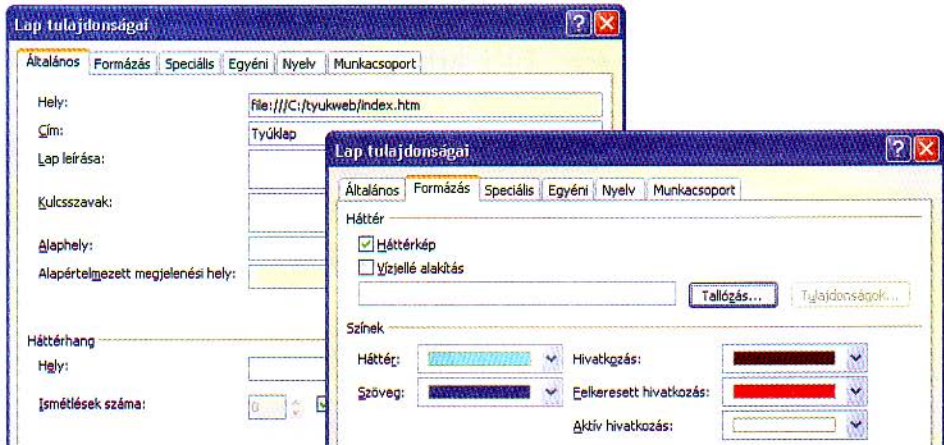 Lap tulajdonságai
Általános Formázás Speciális Egyéni Nyelv Munkacsoport
Hely: file:///C:/tyukweb/index.htm
Cím: Tyúklap
Lap leírása:
Kulcsszavak:
Alaphely:
Alapértelmezett megjelenési hely:
Háttérhang
Hely:
Ismétlések száma: 0
Lap tulajdonságai
Általános Formázás Speciális Egyéni Nyelv Munkacsoport
Háttér
Háttérkép
Vízjellé alakítás
Tallózás... Tulajdonságok...
Színek
Háttér: Hivatkozás:
Szöveg: Felkeresett hivatkozás:
Aktív hivatkozás: